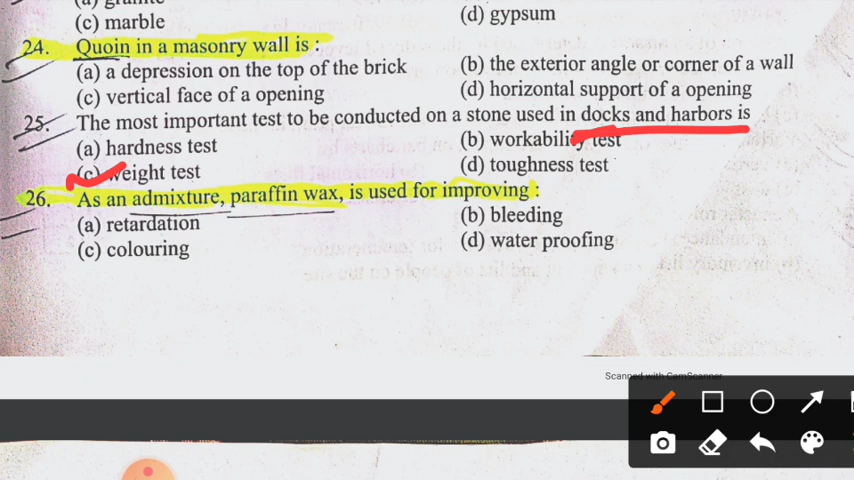 (a) granite
(c) marble (d) gypsum
24. Quoin in a masonry wall is :
(a) a depression on the top of the brick (b) the exterior angle or corner of a wall
(c) vertical face of a opening (d) horizontal support of a opening
25. The most important test to be conducted on a stone used in docks and harbors is
(a) hardness test (b) workability test
(c) weight test (d) toughness test
26. As an admixture, paraffin wax, is used for improving :
(a) retardation (b) bleeding
(c) colouring (d) water proofing
Scanned with CamScanner